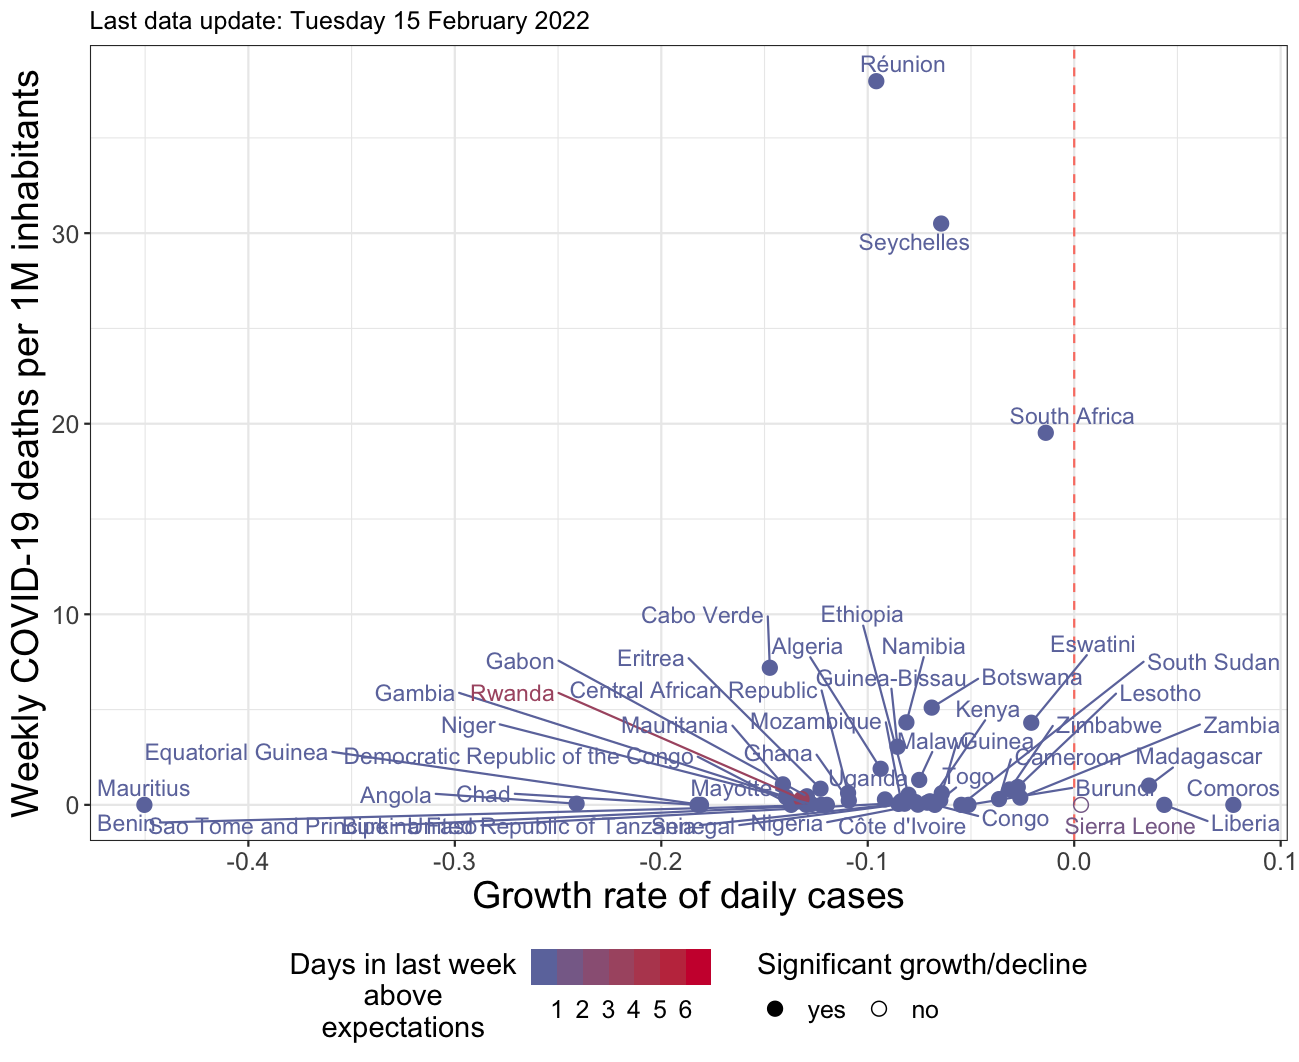 Last data update: Tuesday 15 February 2022
Weekly COVID-19 deaths per 1M inhabitants
30
20
10
0
Réunion
Seychelles
South Africa
Cabo Verde
Ethiopia
Algeria
Namibia
Eswatini
Gabon
Eritrea
South Sudan
Guinea-Bissau
Botswana
Gambia
Rwanda
Central African Republic
Lesotho
Kenya
Niger
Mauritania
Mozambique
Zimbabwe
Zambia
Malawi
Guinea
Equatorial Guinea
Democratic Republic of the Congo
Ghana
Cameroon
Madagascar
Uganda
Togo
Mauritius
Angola
Chad
Mayotte
Burundi
Comoros
Benin
Sao Tome and Principe
Burkina Faso
United Republic of Tanzania
Senegal
Nigeria
Côte d'Ivoire
Congo
Sierra Leone
Liberia
-0.4
-0.3
-0.2
-0.1
0.0
0.1
Growth rate of daily cases
Days in last week
above
expectations
1 2 3 4 5 6
Significant growth/decline
yes
no